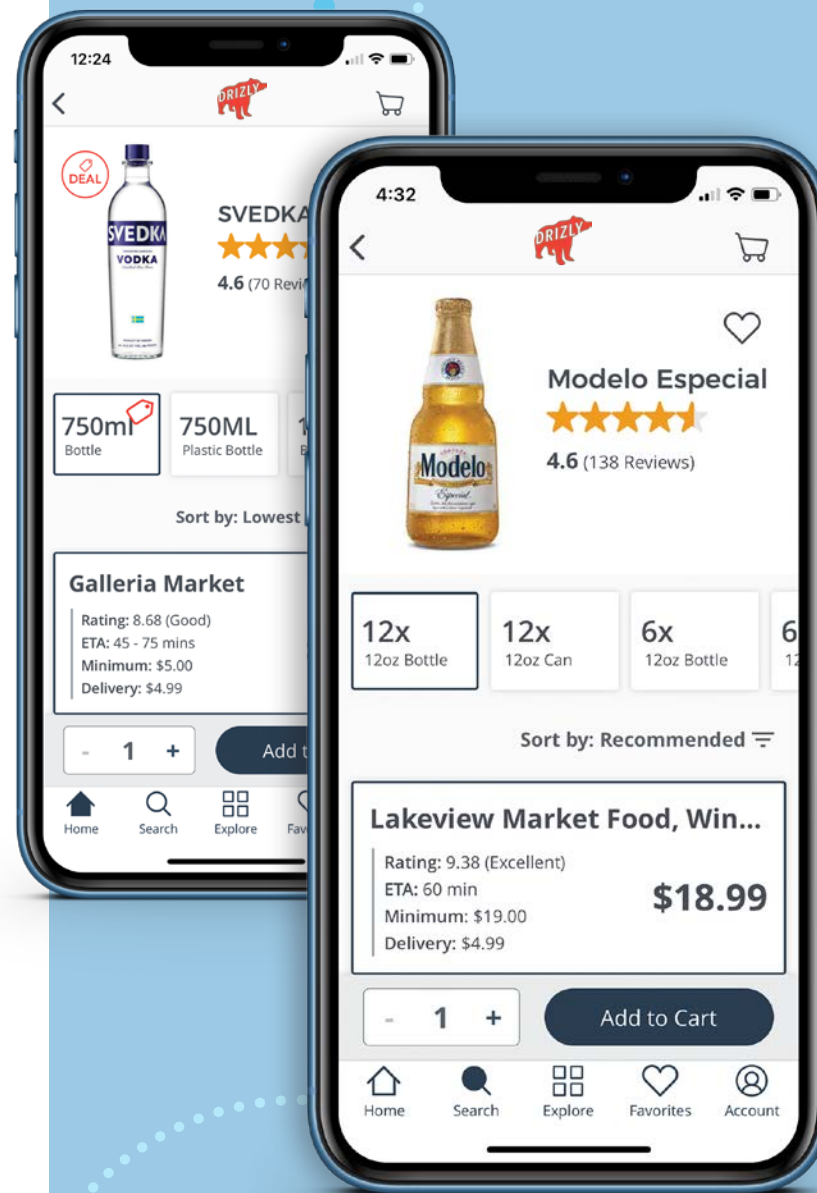 12:24
DRIZLY
DEAL
SVEDKA
VODKA
SVEDKA
4.6 (70
750ml
Bottle
750ML
Plastic Bottle
Sort by: Lowest
Galleria Market
Rating: 8.68 (Good)
ETA: 45 - 75 mins
Minimum: $5.00
Delivery: $4.99
- 1 +
Add
Home
Search
Explore
4:32
DRIZLY
Modelo
Especial
Modelo Especial
4.6 (138 Reviews)
12x
12oz Bottle
12x
12oz Can
6x
12oz Bottle
6
12
Sort by: Recommended
Lakeview Market Food, Win...
Rating: 9.38 (Excellent)
ETA: 60 min
Minimum: $19.00
Delivery: $4.99
$18.99
- 1 +
Add to Cart
Home
Search
Explore
Favorites
Account